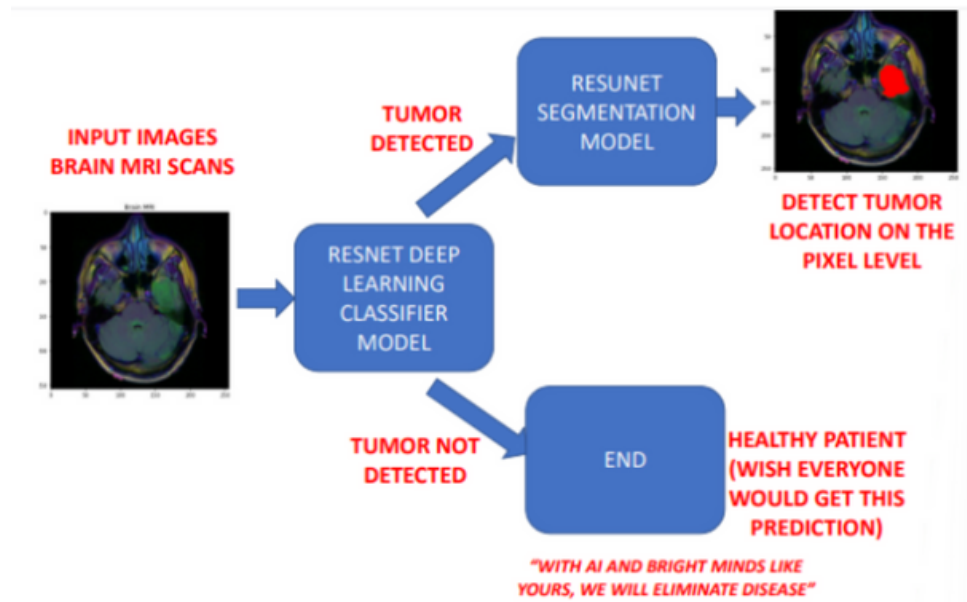 INPUT IMAGES
BRAIN MRI SCANS
Brain MRI
RESNET DEEP
LEARNING
CLASSIFIER
MODEL
TUMOR
DETECTED
RESUNET
SEGMENTATION
MODEL
DETECT TUMOR
LOCATION ON THE
PIXEL LEVEL
TUMOR NOT
DETECTED
END
HEALTHY PATIENT
(WISH EVERYONE
WOULD GET THIS
PREDICTION)
"WITH AI AND BRIGHT MINDS LIKE
YOURS, WE WILL ELIMINATE DISEASE"